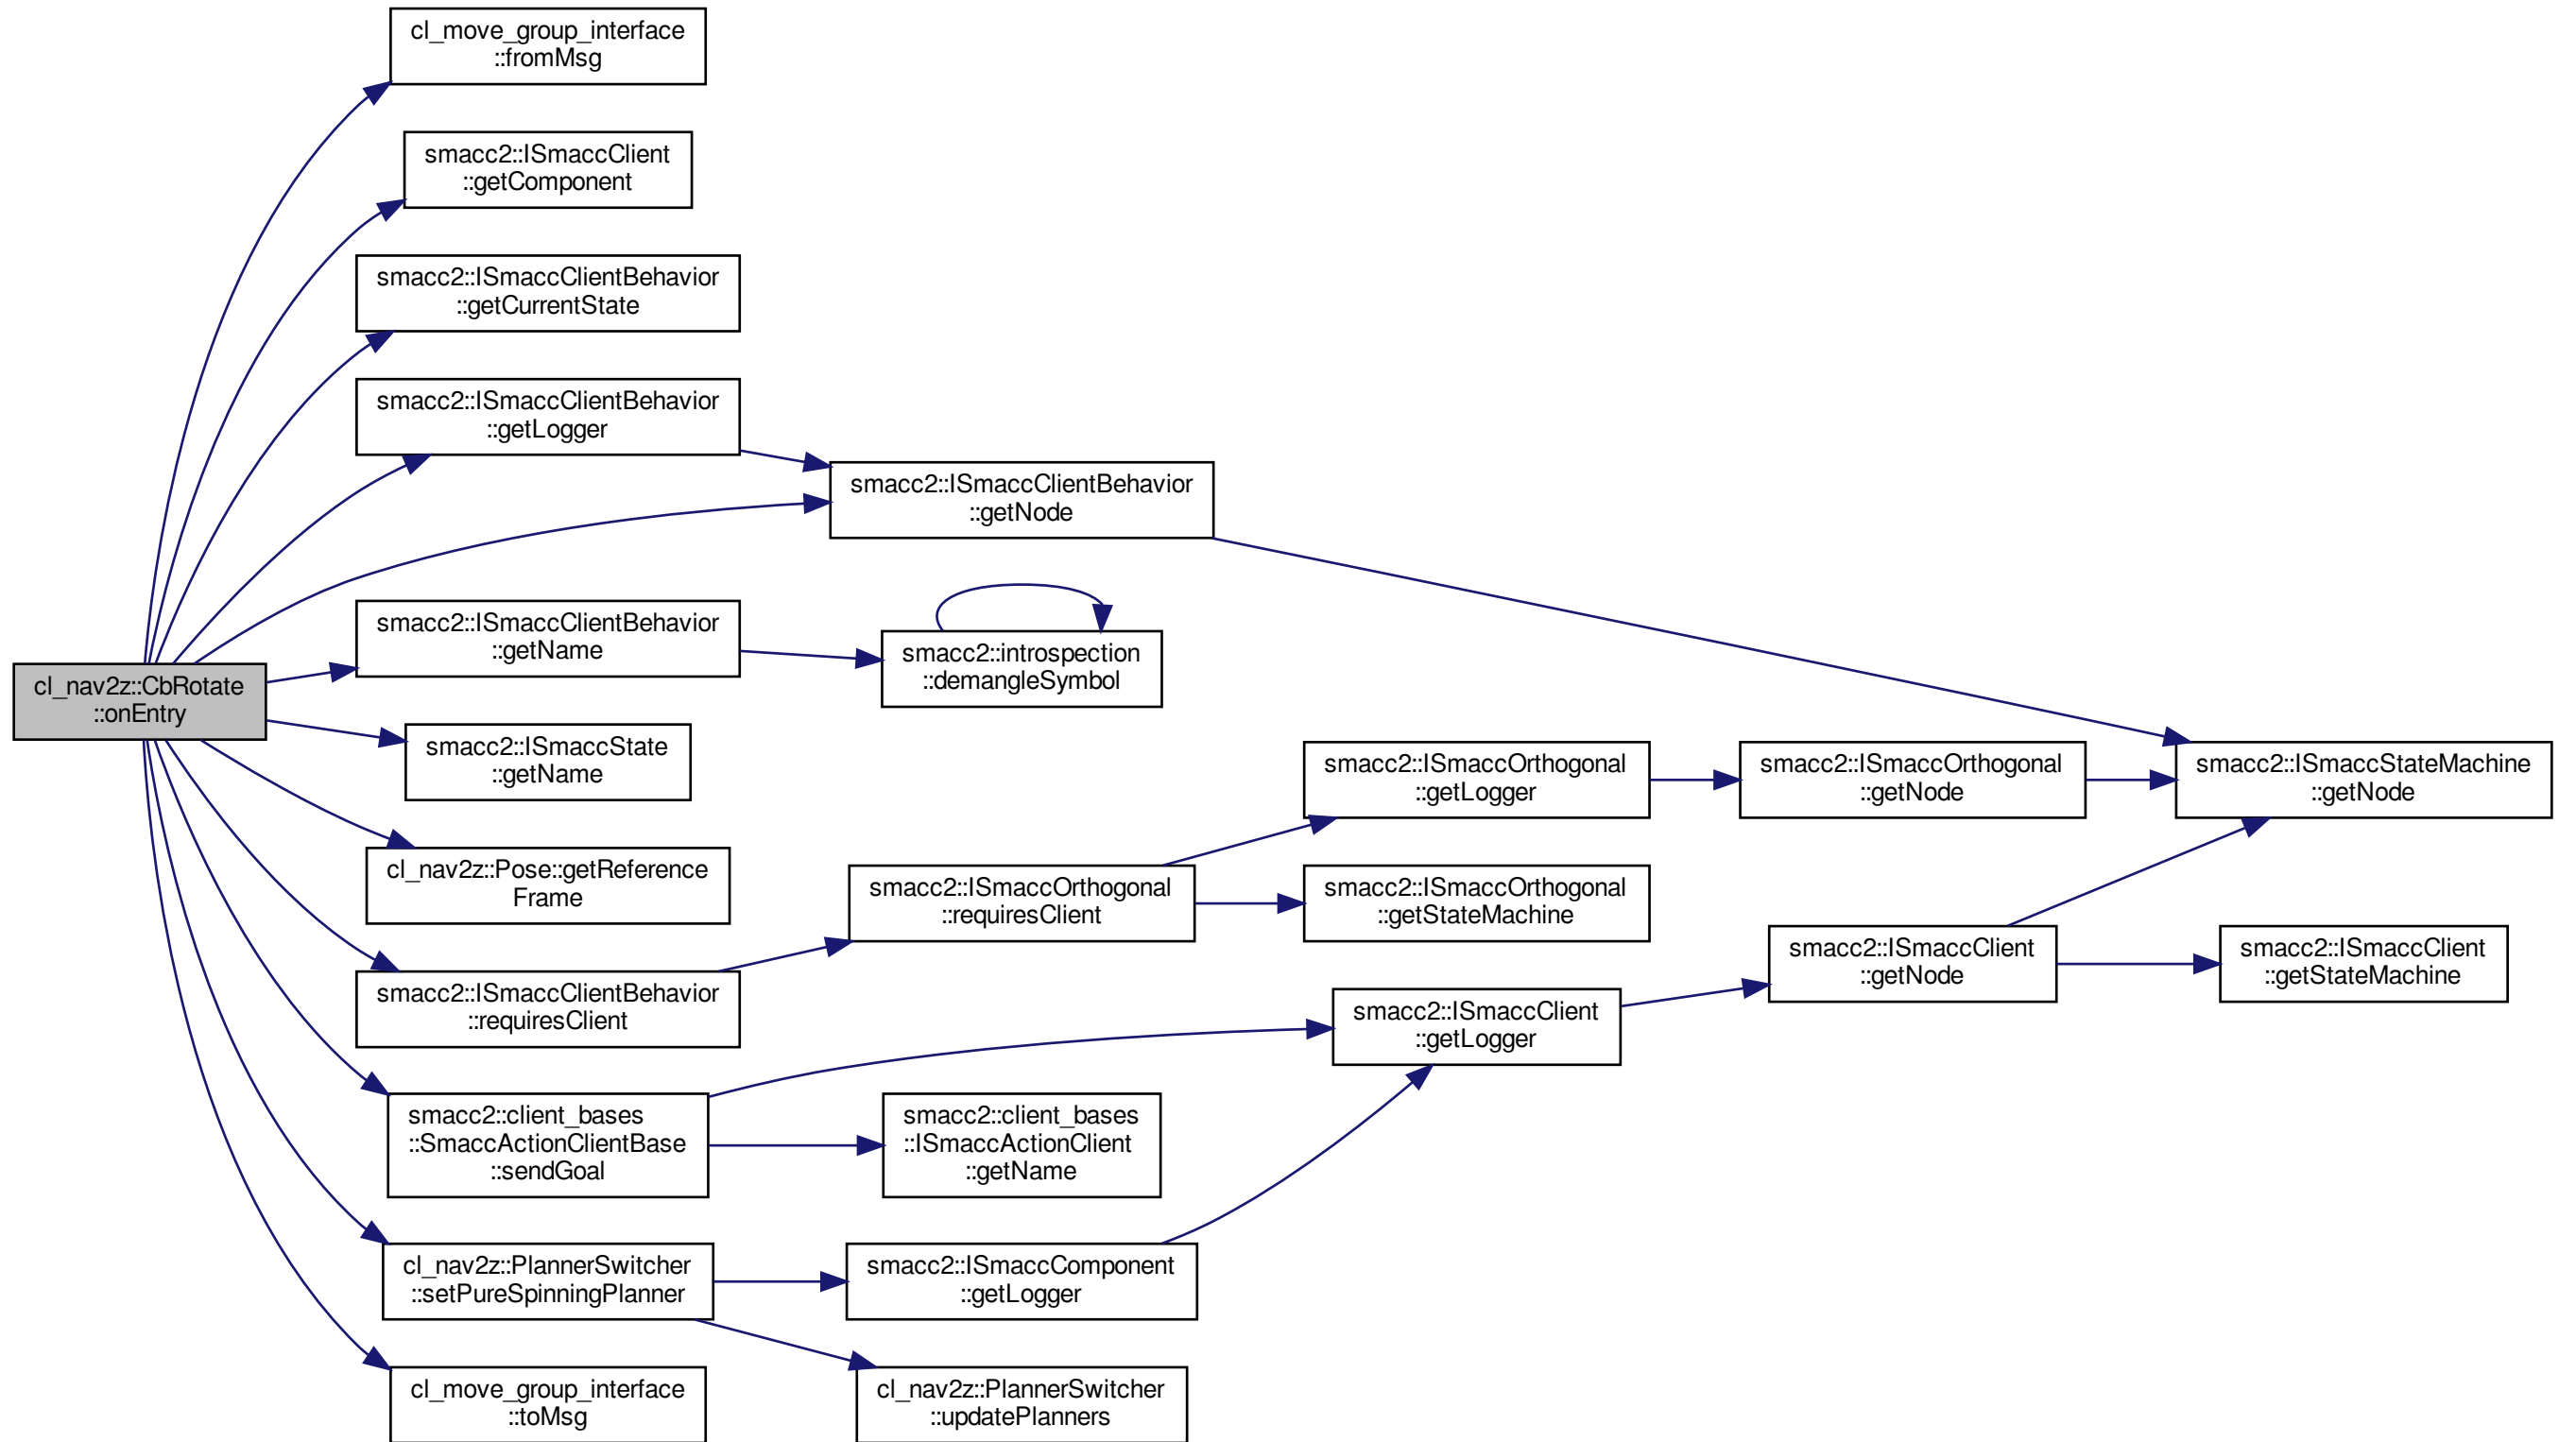 cl_move_group_interface
::fromMsg
smacc2::ISmaccClient
::getComponent
smacc2::ISmaccClientBehavior
::getCurrentState
smacc2::ISmaccClientBehavior
::getLogger
smacc2::ISmaccClientBehavior
::getNode
smacc2::ISmaccClientBehavior
::getName
smacc2::introspection
::demangleSymbol
cl_nav2z::CbRotate
::onEntry
smacc2::ISmaccState
::getName
smacc2::ISmaccOrthogonal
::getLogger
smacc2::ISmaccOrthogonal
::getNode
smacc2::ISmaccStateMachine
::getNode
cl_nav2z::Pose::getReference
Frame
smacc2::ISmaccOrthogonal
::requiresClient
smacc2::ISmaccOrthogonal
::getStateMachine
smacc2::ISmaccClient
::getNode
smacc2::ISmaccClient
::getStateMachine
smacc2::ISmaccClientBehavior
::requiresClient
smacc2::ISmaccClient
::getLogger
smacc2::client_bases
::SmaccActionClientBase
::sendGoal
smacc2::client_bases
::ISmaccActionClient
::getName
cl_nav2z::PlannerSwitcher
::setPureSpinningPlanner
smacc2::ISmaccComponent
::getLogger
cl_move_group_interface
::toMsg
cl_nav2z::PlannerSwitcher
::updatePlanners